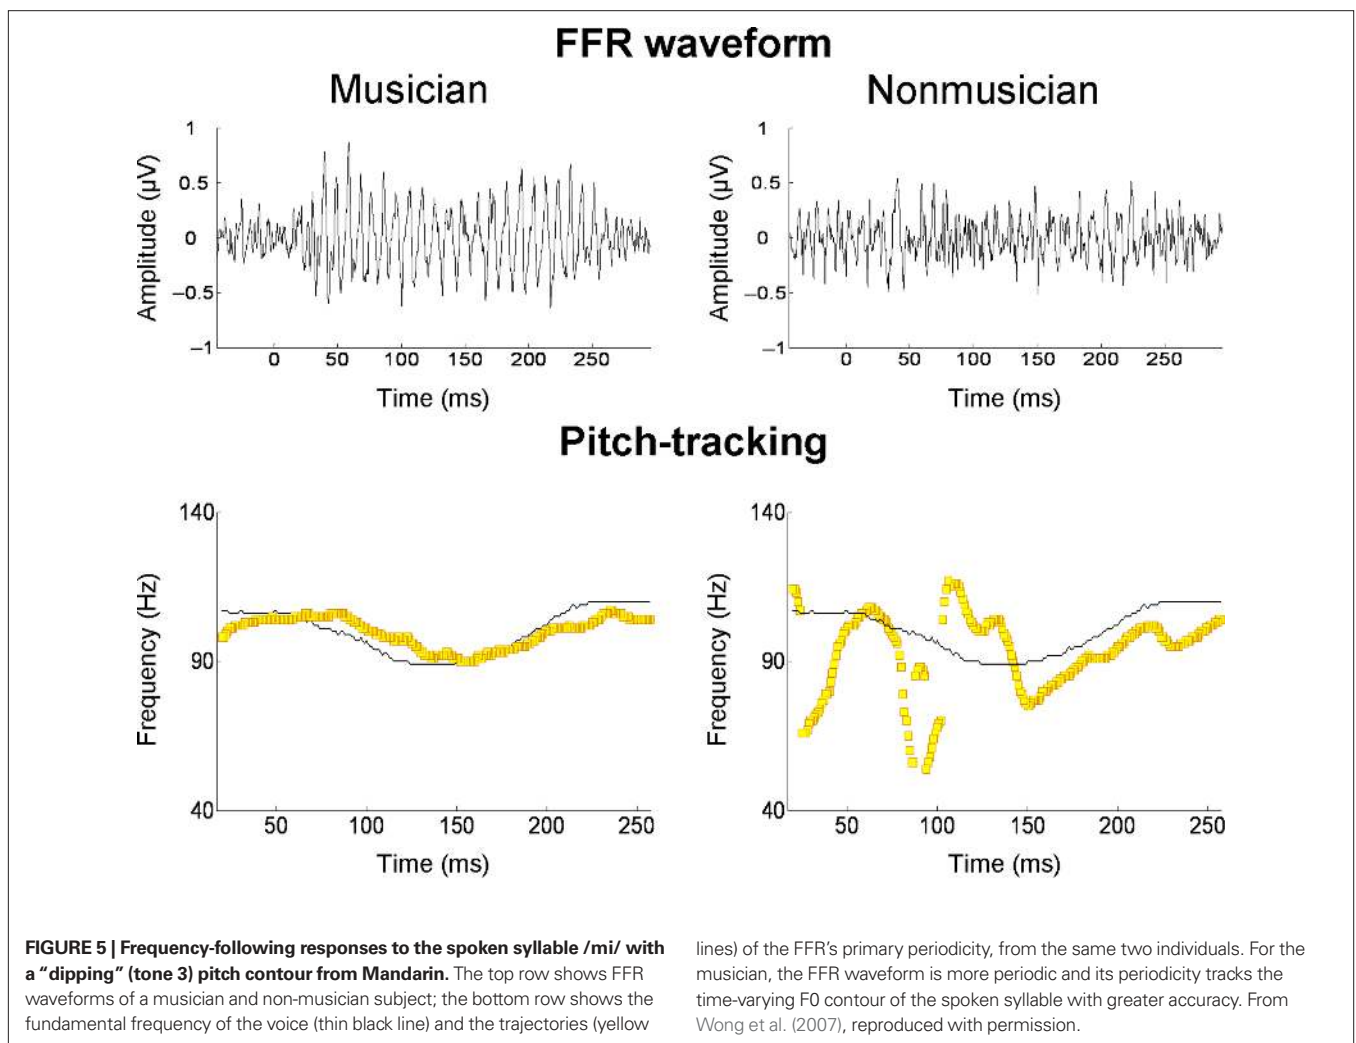 FFR waveform
Musician
Nonmusician
Amplitude (µV)
1
0.5
0
–0.5
–1
0 50 100 150 200 250
Time (ms)
Amplitude (µV)
1
0.5
0
–0.5
–1
0 50 100 150 200 250
Time (ms)
Pitch-tracking
Frequency (Hz)
140
90
40
50 100 150 200 250
Time (ms)
Frequency (Hz)
140
90
40
50 100 150 200 250
Time (ms)
FIGURE 5 | Frequency-following responses to the spoken syllable /mi/ with
a “dipping” (tone 3) pitch contour from Mandarin. The top row shows FFR
waveforms of a musician and non-musician subject; the bottom row shows the
fundamental frequency of the voice (thin black line) and the trajectories (yellow
lines) of the FFR’s primary periodicity, from the same two individuals. For the
musician, the FFR waveform is more periodic and its periodicity tracks the
time-varying F0 contour of the spoken syllable with greater accuracy. From
Wong et al. (2007), reproduced with permission.